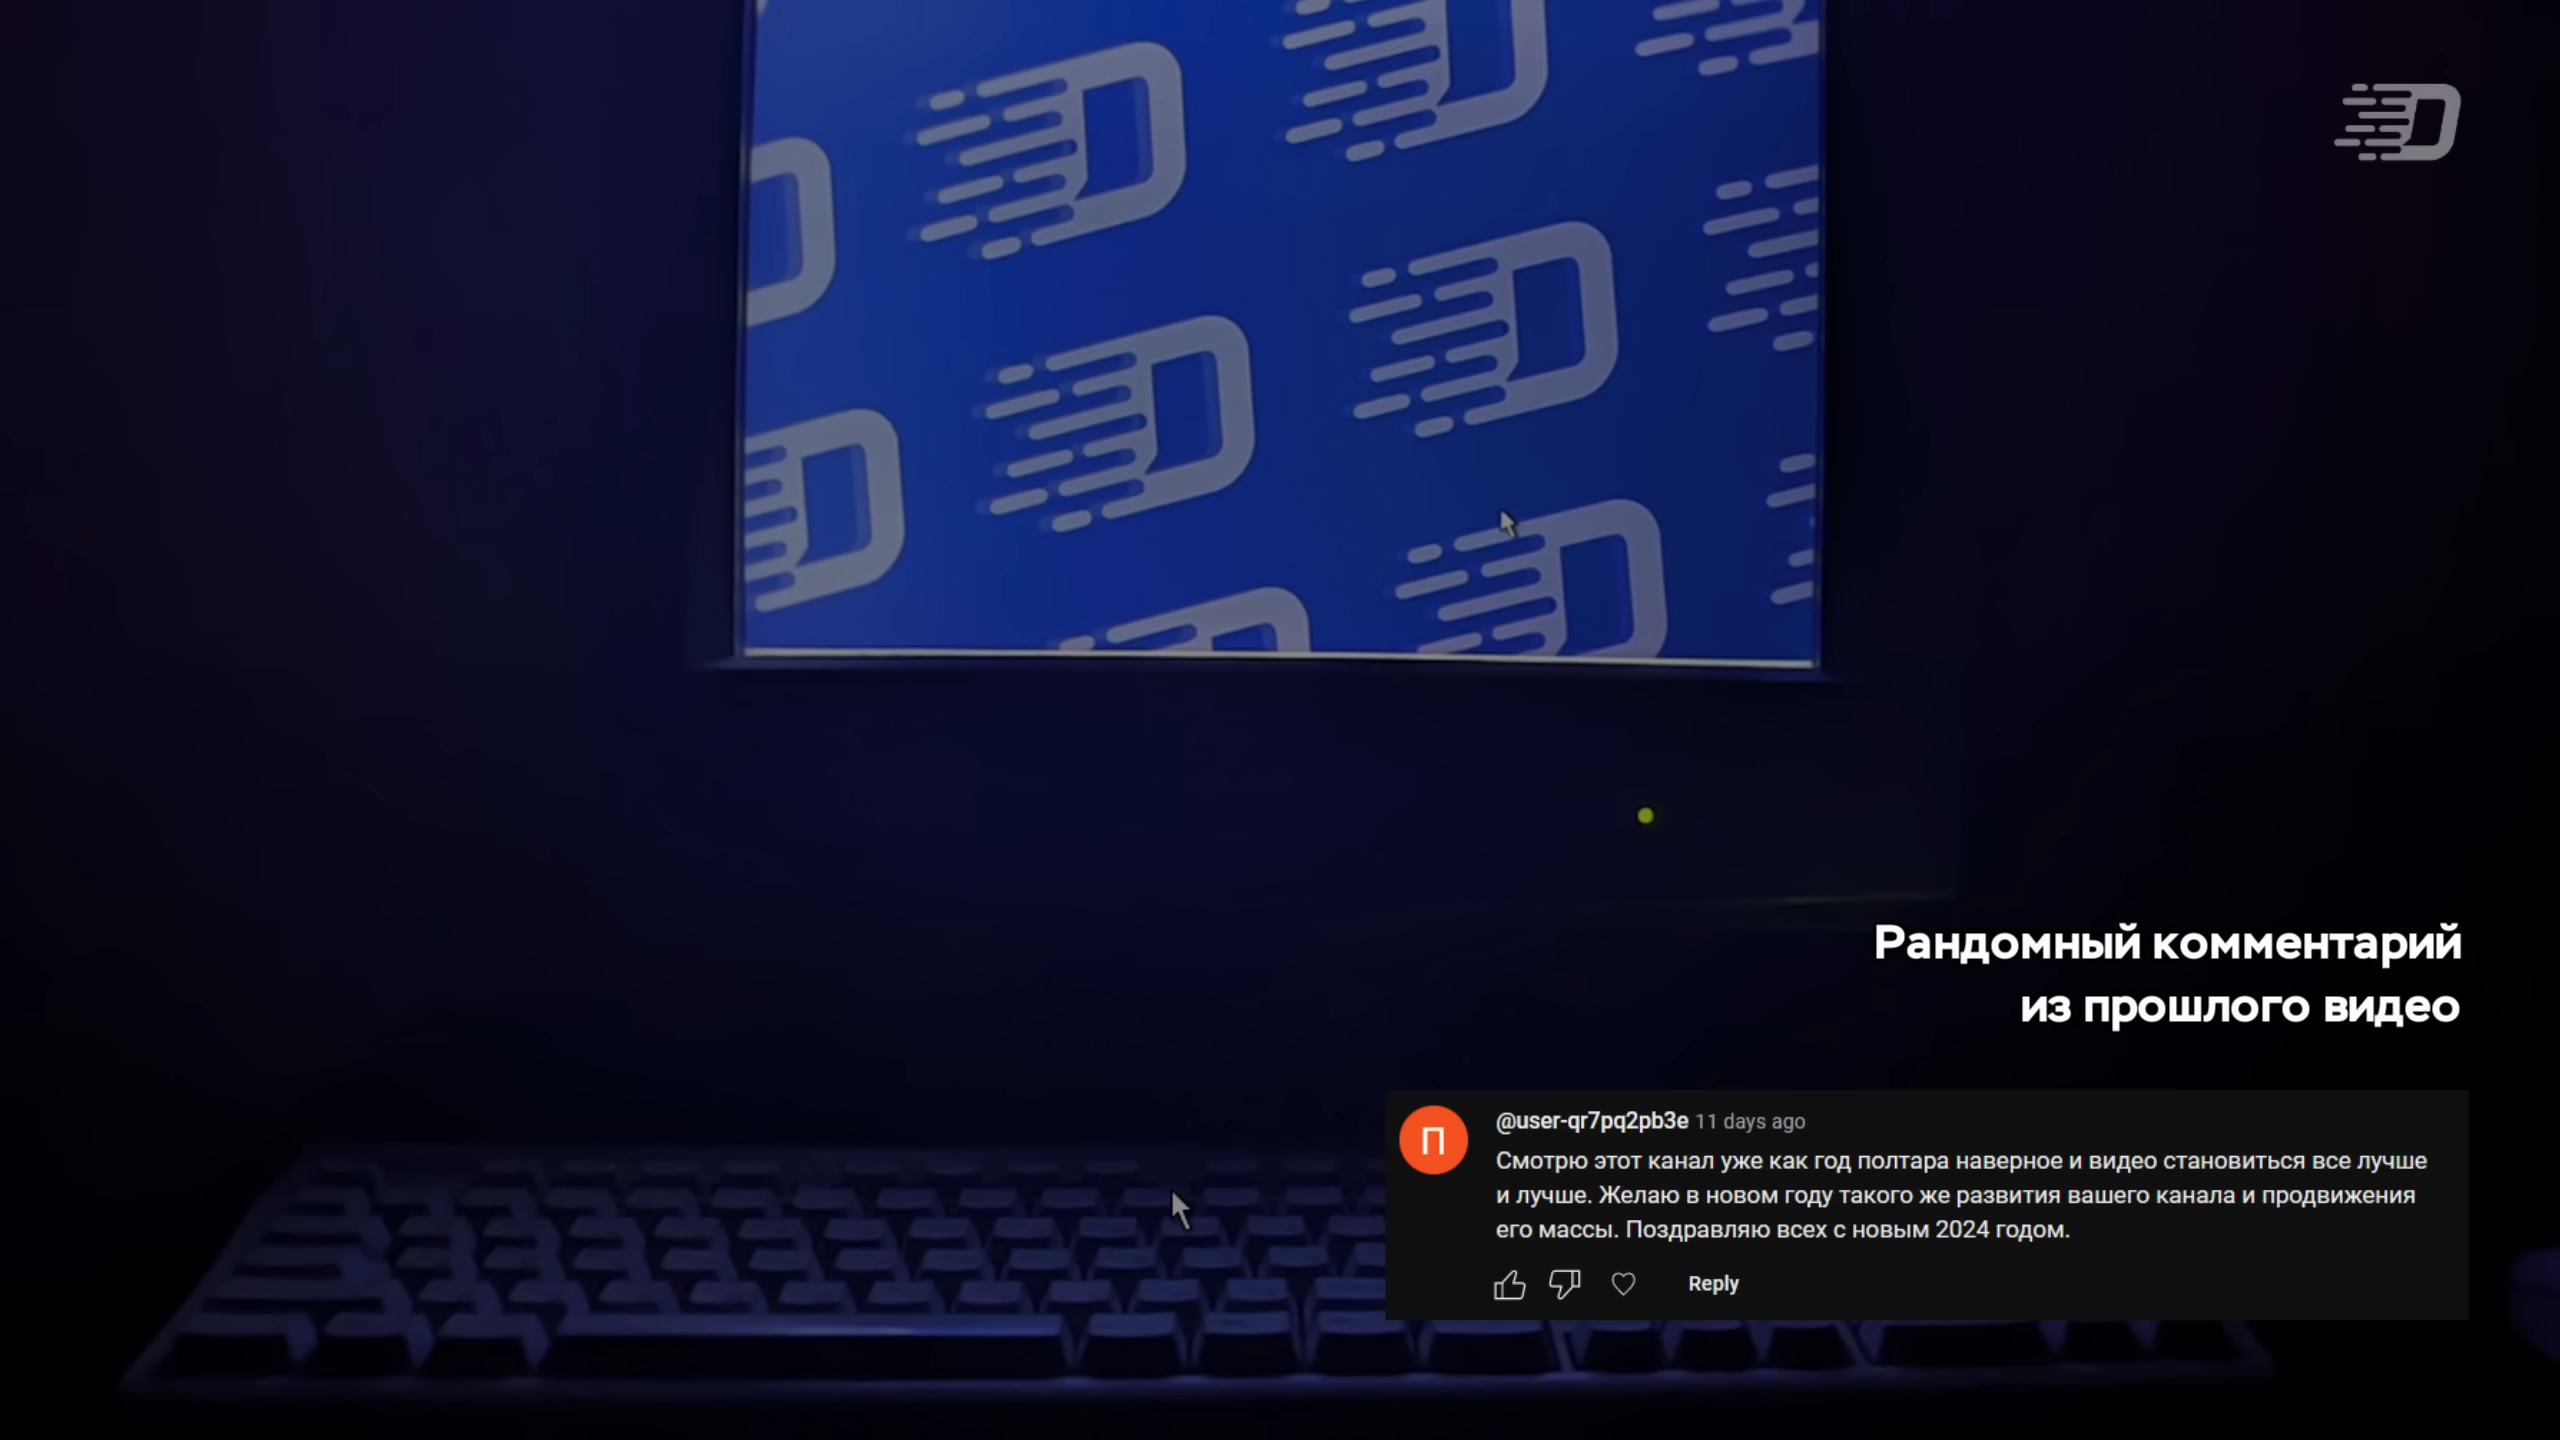 Рандомный комментарий
из прошлого видео
П
@user-qr7pq2pb3e 11 days ago
Смотрю этот канал уже как год полтара наверное и видео становиться все лучше
и лучше. Желаю в новом году такого же развития вашего канала и продвижения
его массы. Поздравляю всех с новым 2024 годом.
Reply